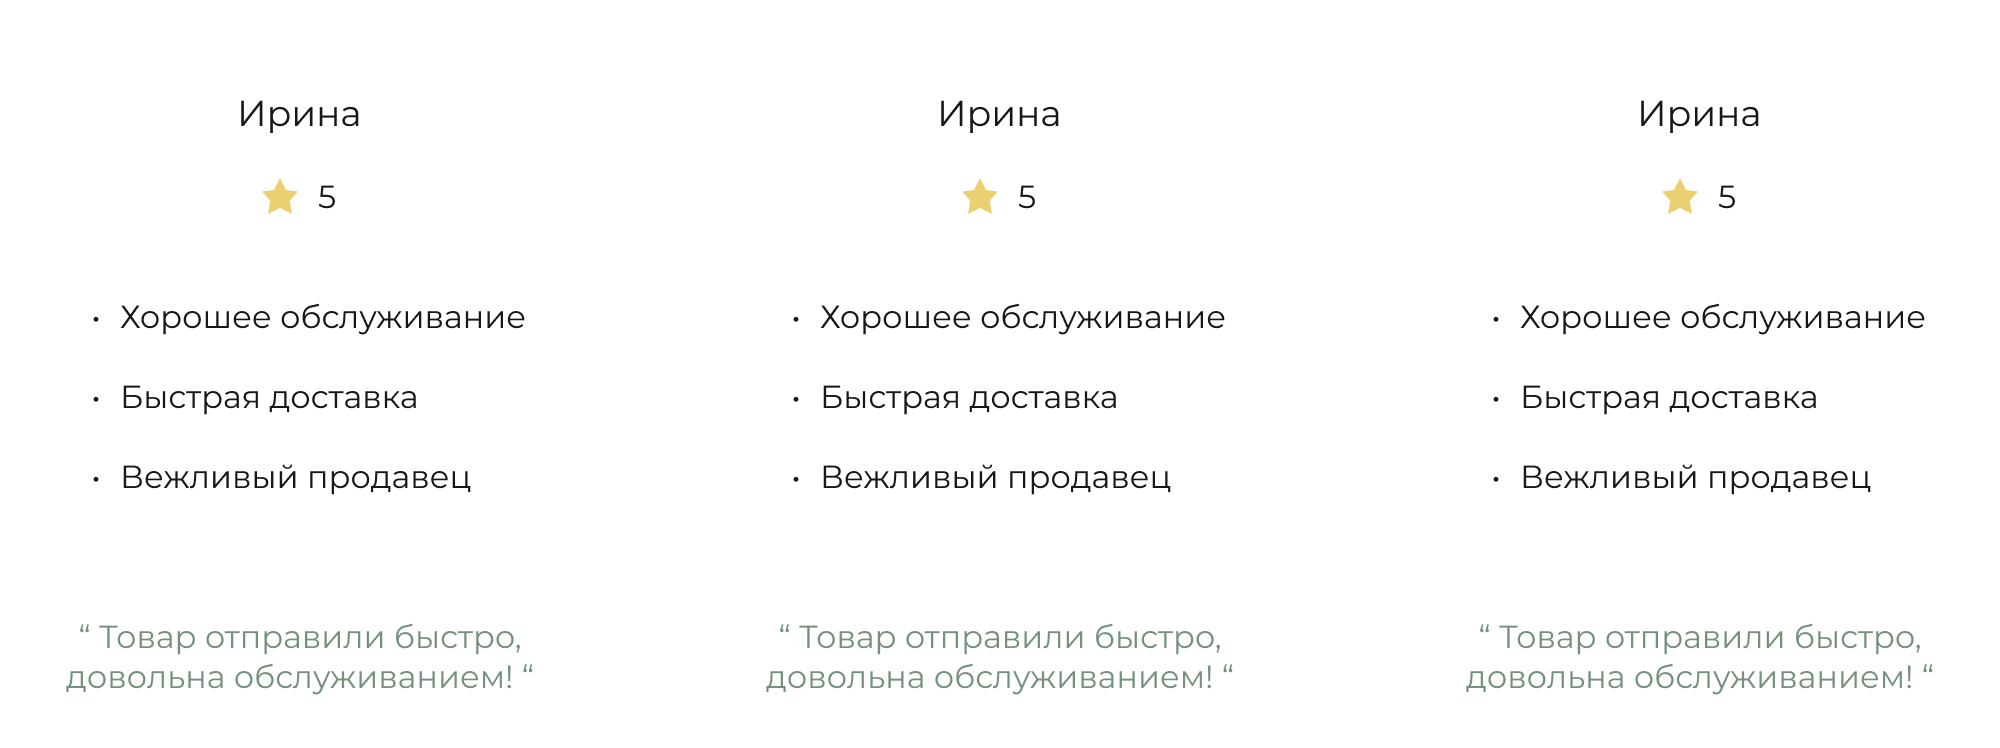 Ирина
5
• Хорошее обслуживание
• Быстрая доставка
• Вежливый продавец
“ Товар отправили быстро,
довольна обслуживанием! “
Ирина
5
• Хорошее обслуживание
• Быстрая доставка
• Вежливый продавец
“ Товар отправили быстро,
довольна обслуживанием! “
Ирина
5
• Хорошее обслуживание
• Быстрая доставка
• Вежливый продавец
“ Товар отправили быстро,
довольна обслуживанием! “